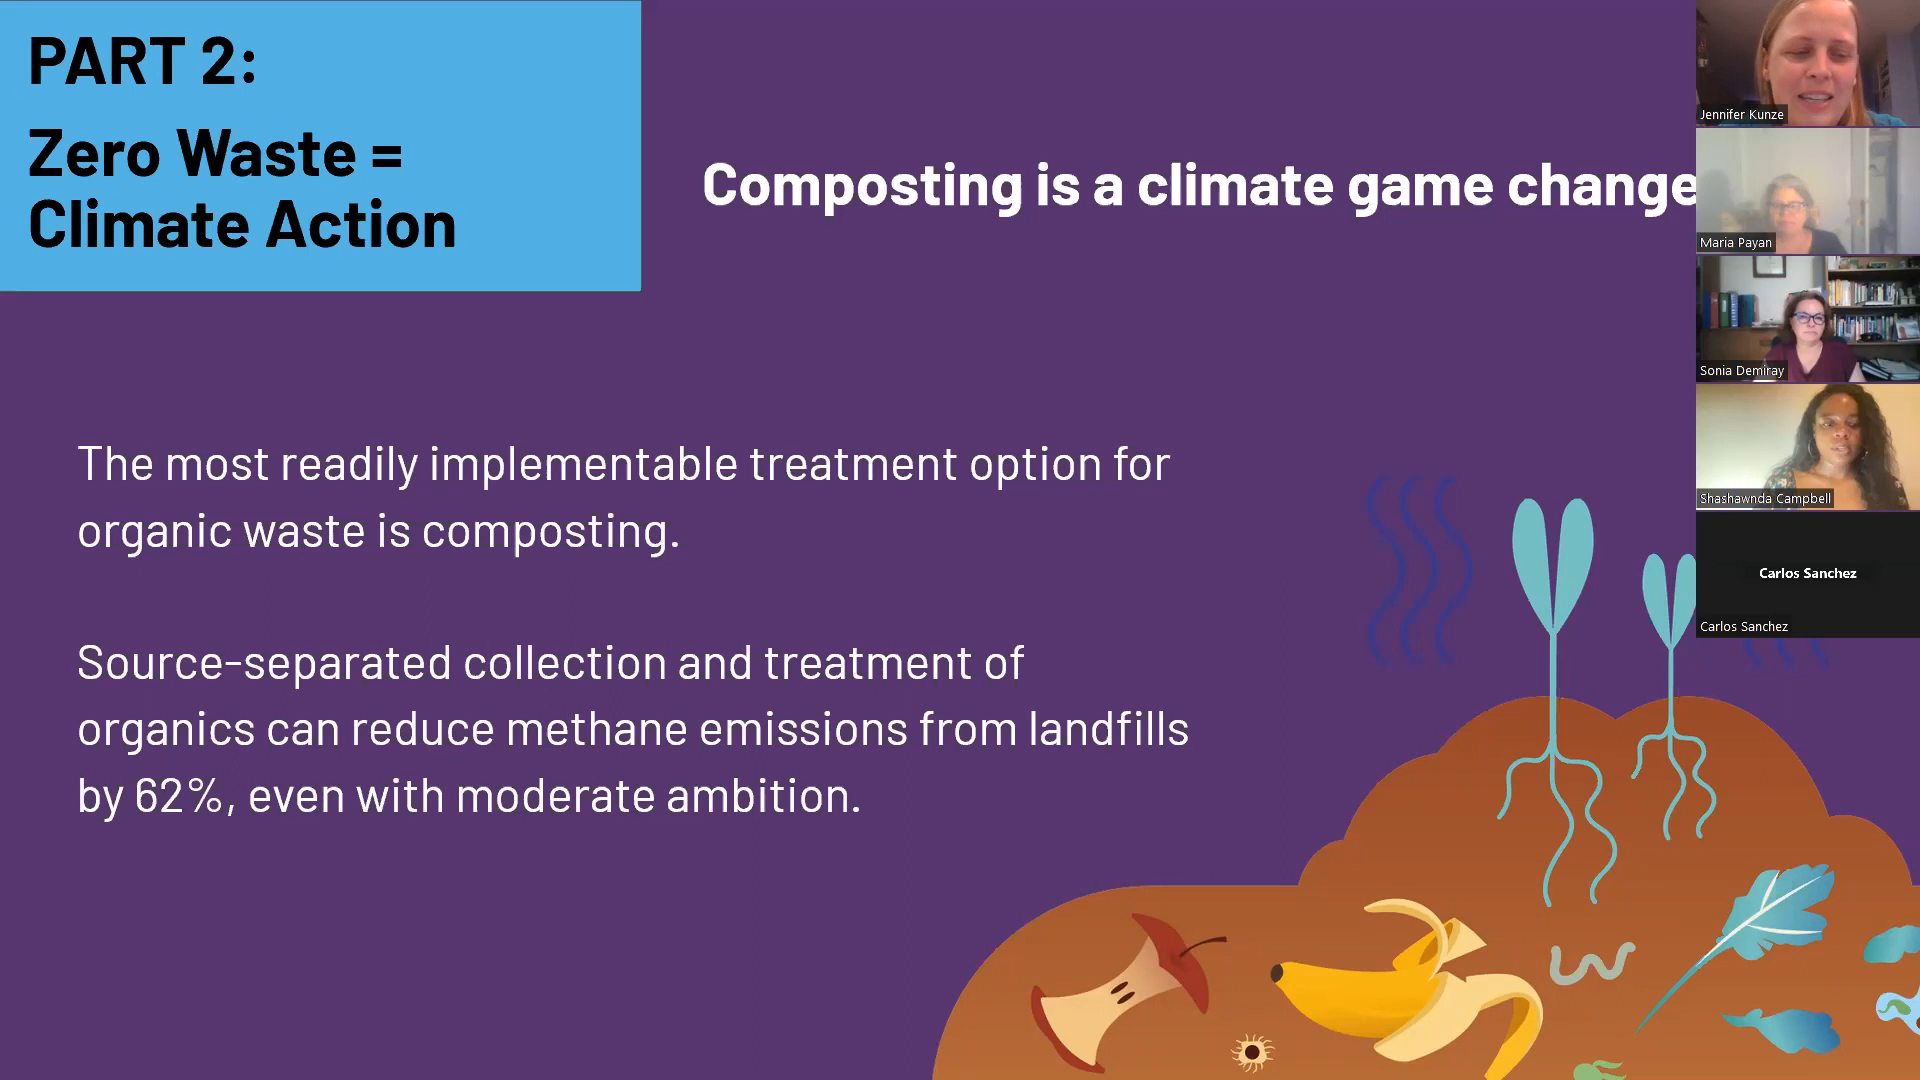 PART 2:
Zero Waste =
Climate Action
Composting is a climate game change
The most readily implementable treatment option for
organic waste is composting.
Source-separated collection and treatment of
organics can reduce methane emissions from landfills
by 62%, even with moderate ambition.
Jennifer Kunze
Maria Payan
Sonia Demiray
Shashawnda Campbell
Carlos Sanchez
Carlos Sanchez